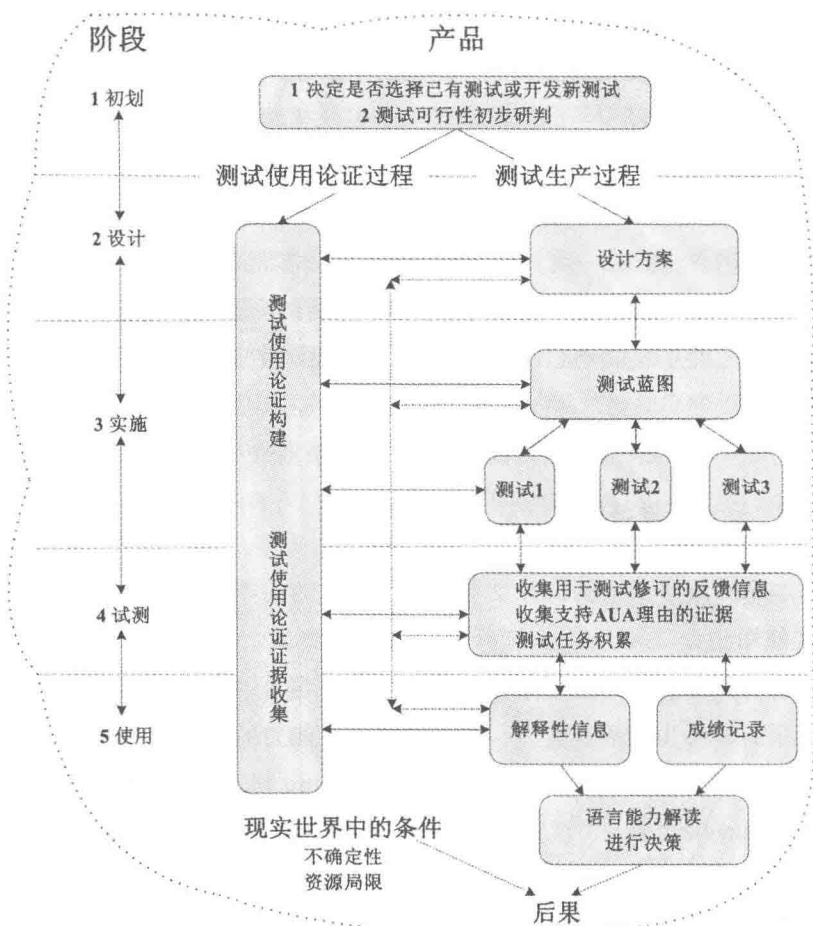 阶段
产品
1 初划
1 决定是否选择已有测试或开发新测试
2 测试可行性初步研判
测试使用论证过程
测试生产过程
2 设计
设计方案
测试使用论证构建
测试蓝图
3 实施
测试1
测试2
测试3
测试使用论证证据收集
收集用于测试修订的反馈信息
收集支持AUA理由的证据
测试任务积累
4 试测
5 使用
解释性信息
成绩记录
语言能力解读
进行决策
现实世界中的条件
不确定性
资源局限
后果